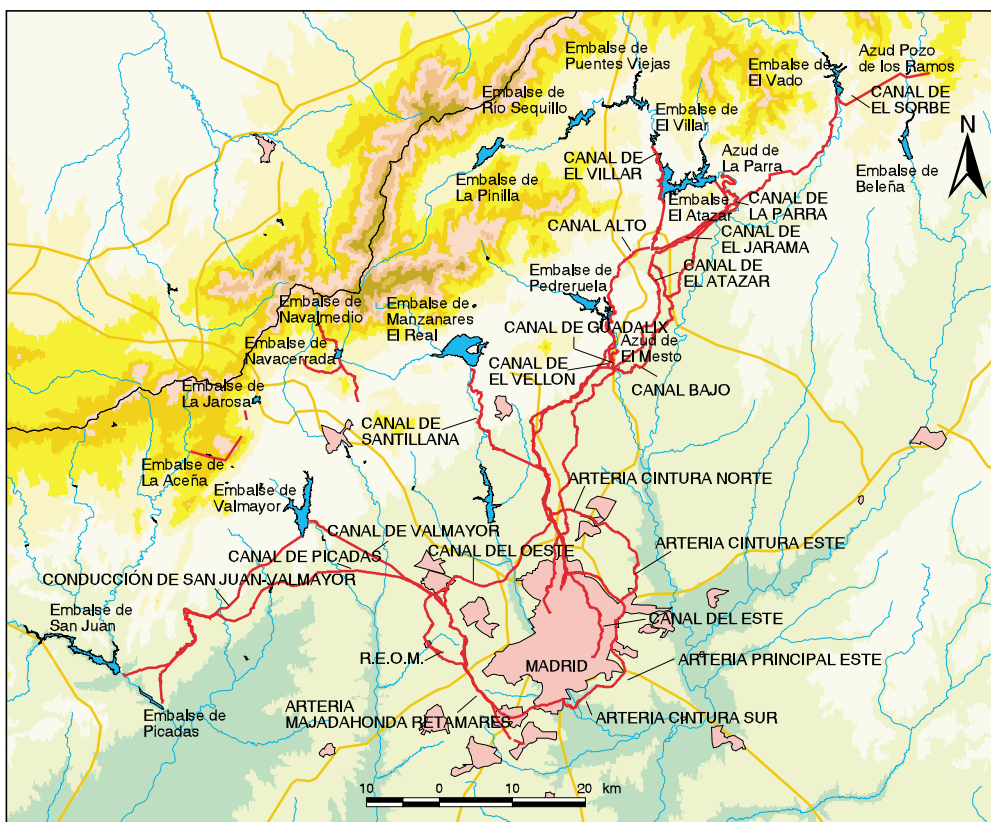 Embalse de
Puentes Viejas
Embalse de
El Vado
Azud Pozo
de los Ramos
CANAL DE
EL SORBE
Embalse de
Rio Sequillo
Embalse de
El Villar
N
Azud de
La Parra
CANAL DE
EL VILLAR
Embalse de
Beleña
Embalse de
La Pinilla
Embalse
El Atazar
CANAL DE
LA PARRA
CANAL ALTO
CANAL DE
EL JARAMA
CANAL DE
EL ATAZAR
Embalse de
Pedreruela
Embalse de
Navalmedio
Embalse de
Manzanares
El Real
CANAL DE GUADALIX
Azud de
El Mesto
Embalse de
Navacerrada
CANAL DE
EL VELLON
CANAL BAJO
Embalse de
La Jarosa
CANAL DE
SANTILLANA
Embalse de
La Aceña
Embalse de
Valmayor
ARTERIA CINTURA NORTE
CANAL DE VALMAYOR
CANAL DEL OESTE
ARTERIA CINTURA ESTE
CANAL DE PICADAS
CONDUCCIÓN DE SAN JUAN-VALMAYOR
Embalse de
San Juan
CANAL DEL ESTE
R.E.O.M.
MADRID
ARTERIA PRINCIPAL ESTE
Embalse de
Picadas
ARTERIA
MAJADAHONDA RETAMARES
ARTERIA CINTURA SUR
10 0 10 20 km